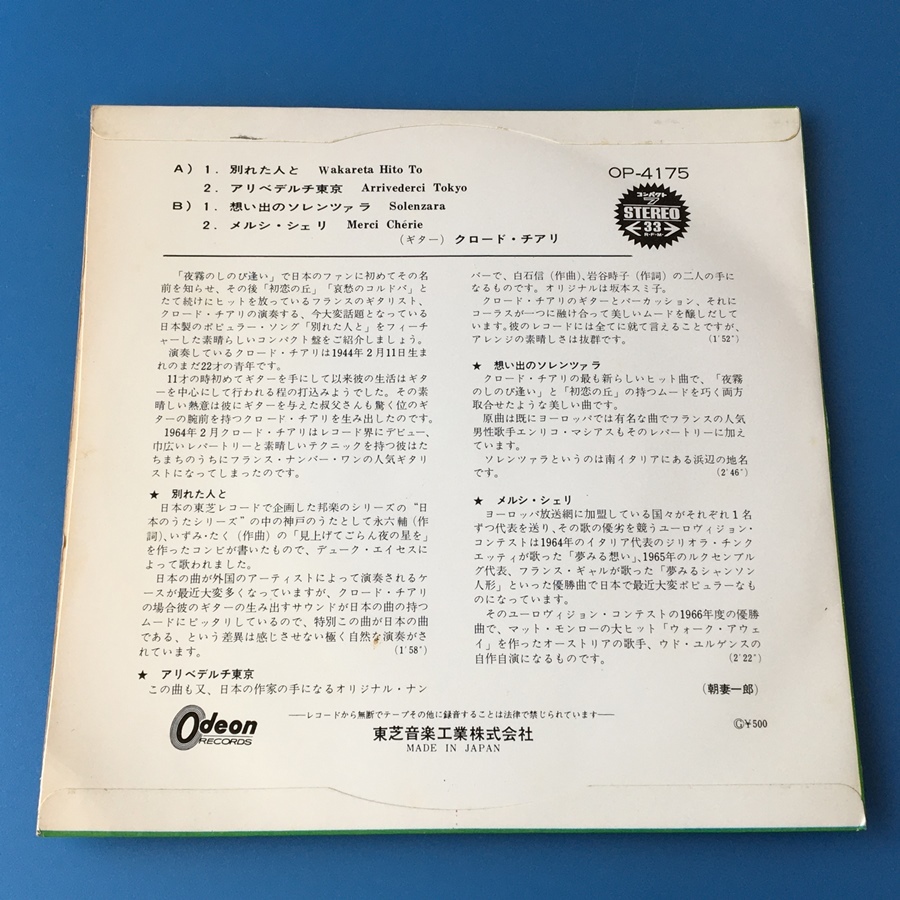 A) 1. 別れた人と Wakareta Hito To
2. アリベデルチ東京 Arrivederci Tokyo
B) 1. 想い出のソレンツァラ Solenzara
2. メルシ・シェリ Merci Chérie
(ギター) クロード・チアリ
OP-4175
コンパクト
STEREO
33
R・P・M・
「夜霧のしのび逢い」で日本のファンに初めてその名
前を知らせ、その後「初恋の丘」「哀愁のコルドバ」と
たて続けにヒットを放っているフランスのギタリスト、
クロード・チアリの演奏する、今大変話題となっている
日本製のポピュラー・ソング「別れた人と」をフィーチ
ャーした素晴らしいコンパクト盤をご紹介しましょう。
演奏しているクロード・チアリは1944年2月11日生ま
れのまだ22才の青年です。
11才の時初めてギターを手にして以来彼の生活はギタ
ーを中心にして行われる程の打込みようでした。その素
晴しい熱意は彼にギターを与えた叔父さんも驚く位のギ
ターの腕前を持つクロード・チアリを生み出したのです。
1964年2月クロード・チアリはレコード界にデビュー、
巾広いレパートリーと素晴しいテクニックを持つ彼はた
ちまちのうちにフランス・ナンバー・ワンの人気ギタリ
ストになってしまったのです。
★ 別れた人と
日本の東芝レコードで企画した邦楽のシリーズの“日
本のうたシリーズ”の中の神戸のうたとして永六輔(作
詞)、いずみ・たく(作曲)の「見上げてごらん夜の星を」
を作ったコンビが書いたもので、デューク・エイセスに
よって歌われました。
日本の曲が外国のアーティストによって演奏されるケ
ースが最近大変多くなっていますが、クロード・チアリ
の場合彼のギターの生み出すサウンドが日本の曲の持つ
ムードにピッタリしているので、特別この曲が日本の曲
である、という差異は感じさせない極く自然な演奏がさ
れています。 (1′58″)
★ アリベデルチ東京
この曲も又、日本の作家の手になるオリジナル・ナン
バーで、白石信(作曲)、岩谷時子(作詞)の二人の手に
なるものです。オリジナルは坂本スミ子。
クロード・チアリのギターとパーカッション、それに
コーラスが一つに融け合って美しいムードを醸しだして
います。彼のレコードには全てに就て言えることですが、
アレンジの素晴しさは抜群です。 (1′52″)
★ 想い出のソレンツァラ
クロード・チアリの最も新らしいヒット曲で、「夜霧
のしのび逢い」と「初恋の丘」の持つムードを巧く両方
取合せたような美しい曲です。
原曲は既にヨーロッパでは有名な曲でフランスの人気
男性歌手エンリコ・マシアスもそのレパートリーに加え
ています。
ソレンツァラというのは南イタリアにある浜辺の地名
です。 (2′46″)
★ メルシ・シェリ
ヨーロッパ放送網に加盟している国々がそれぞれ1名
ずつ代表を送り、その歌の優劣を競うユーロヴィジョン・
コンテストは1964年のイタリア代表のジリオラ・チンク
エッティが歌った「夢みる想い」、1965年のルクセンブル
グ代表、フランス・ギャルが歌った「夢みるシャンソン
人形」といった優勝曲で日本で最近大変ポピュラーなも
のになっています。
そのユーロヴィジョン・コンテストの1966年度の優勝
曲で、マット・モンローの大ヒット「ウォーク・アウェ
イ」を作ったオーストリアの歌手、ウド・ユルゲンスの
自作自演になるものです。 (2′22″)
(朝妻一郎)
Odeon
RECORDS
——レコードから無断でテープその他に録音することは法律で禁じられています——
東芝音楽工業株式会社
MADE IN JAPAN
Ⓖ¥500